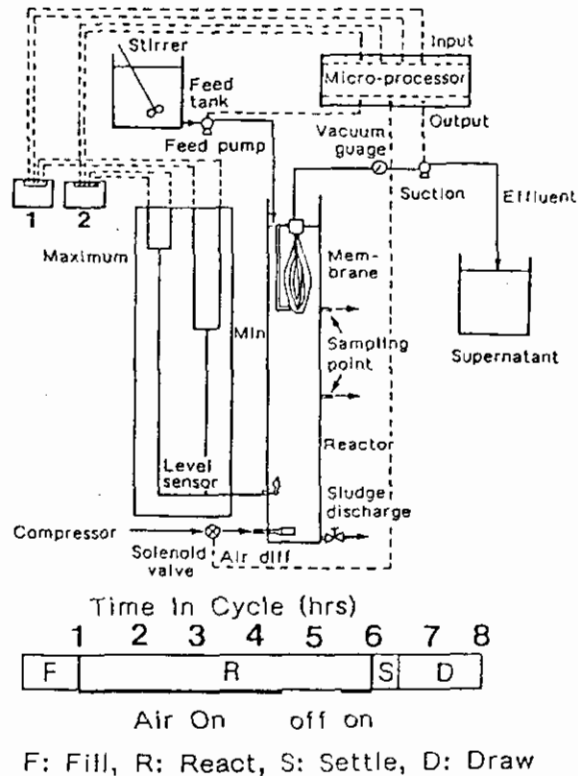 Stirrer
Input
Micro-processor
Output
Feed
tank
Feed pump
Vacuum
guage
Suction
Effluent
1 2
Maximum
Mem-
brane
Min
Sampling
point
Supernatant
Reactor
Level
sensor
Sludge
discharge
Compressor
Solenoid
valve
Air diff
Time In Cycle (hrs)
1 2 3 4 5 6 7 8
F R S D
Air On off on
F: Fill, R: React, S: Settle, D: Draw